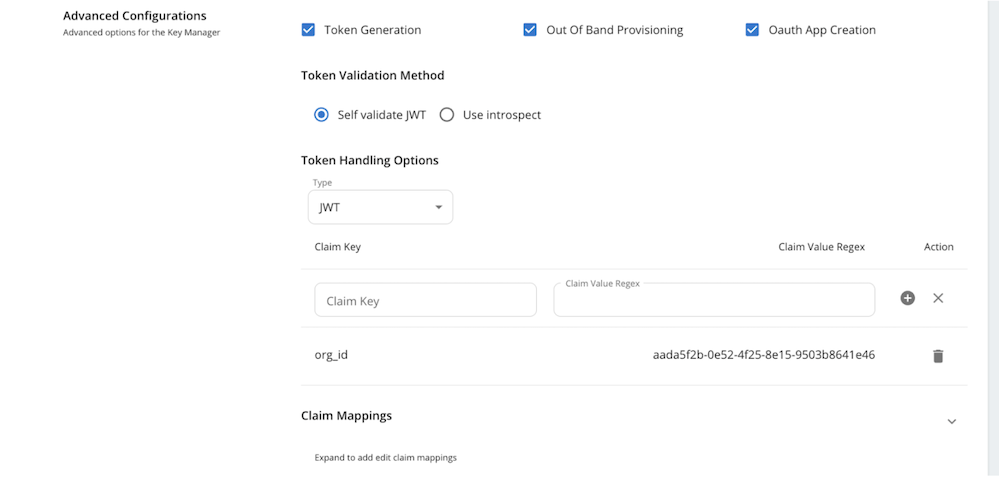 Advanced Configurations
Advanced options for the Key Manager
Token Generation
Out Of Band Provisioning
Oauth App Creation
Token Validation Method
Self validate JWT
Use introspect
Token Handling Options
Type
JWT
Claim Key
Claim Value Regex
Action
Claim Key
Claim Value Regex
org_id
aada5f2b-0e52-4f25-8e15-9503b8641e46
Claim Mappings
Expand to add edit claim mappings